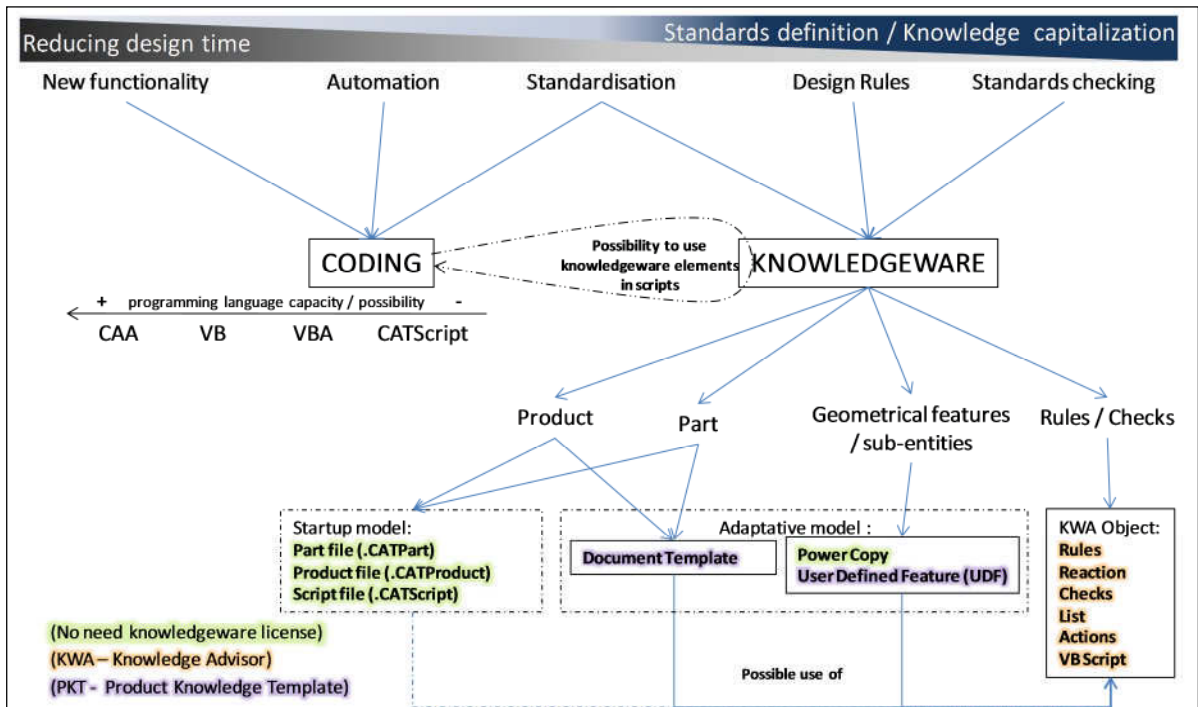 Reducing design time
Standards definition / Knowledge capitalization
New functionality
Automation
Standardisation
Design Rules
Standards checking
CODING
Possibility to use
knowledgeware elements
in scripts
KNOWLEDGEWARE
+ programming language capacity / possibility -
CAA VB VBA CATScript
Product
Part
Geometrical features
/ sub-entities
Rules / Checks
Startup model:
Part file (.CATPart)
Product file (.CATProduct)
Script file (.CATScript)
Adaptative model :
Document Template
Power Copy
User Defined Feature (UDF)
KWA Object:
Rules
Reaction
Checks
List
Actions
VB Script
(No need knowledgeware license)
(KWA – Knowledge Advisor)
(PKT - Product Knowledge Template)
Possible use of